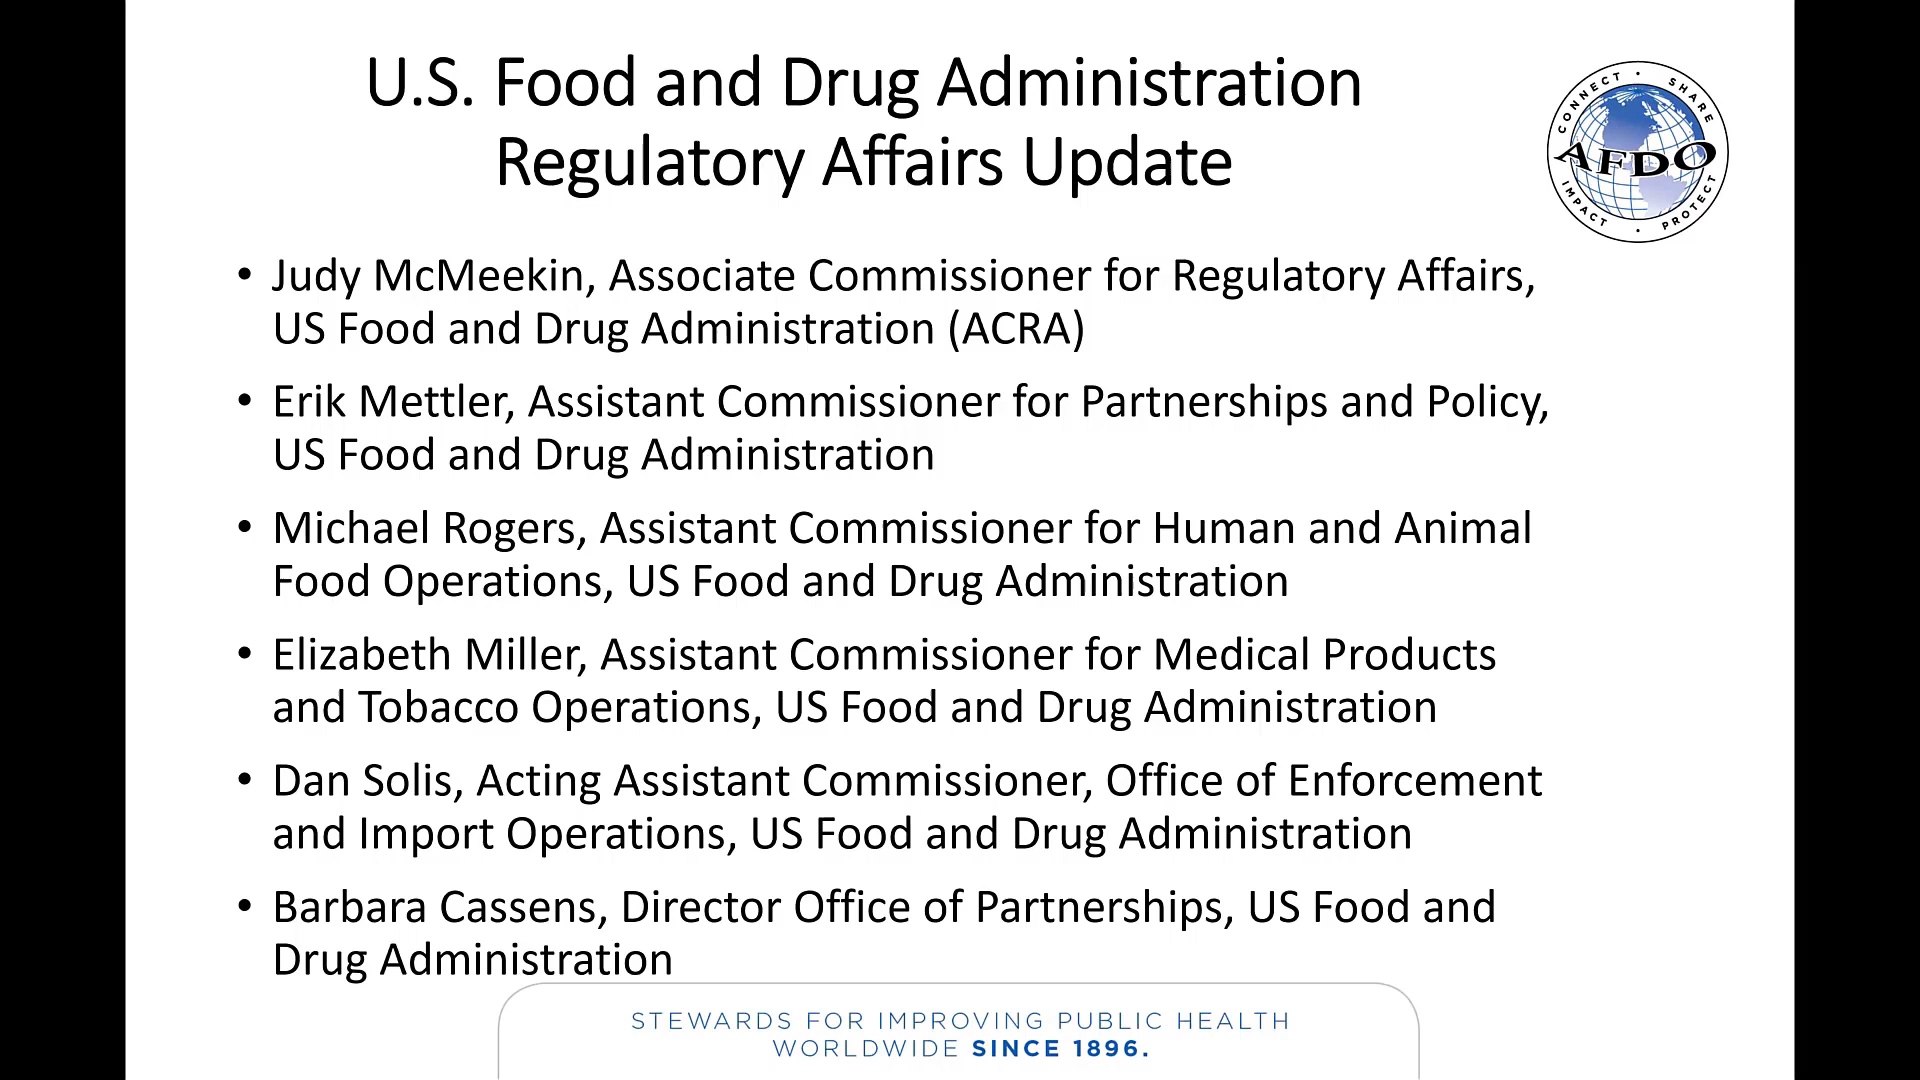 U.S. Food and Drug Administration
Regulatory Affairs Update
CONNECT • SHARE
AFDO
IMPACT • PROTECT
• Judy McMeekin, Associate Commissioner for Regulatory Affairs,
US Food and Drug Administration (ACRA)
• Erik Mettler, Assistant Commissioner for Partnerships and Policy,
US Food and Drug Administration
• Michael Rogers, Assistant Commissioner for Human and Animal
Food Operations, US Food and Drug Administration
• Elizabeth Miller, Assistant Commissioner for Medical Products
and Tobacco Operations, US Food and Drug Administration
• Dan Solis, Acting Assistant Commissioner, Office of Enforcement
and Import Operations, US Food and Drug Administration
• Barbara Cassens, Director Office of Partnerships, US Food and
Drug Administration
STEWARDS FOR IMPROVING PUBLIC HEALTH
WORLDWIDE SINCE 1896.